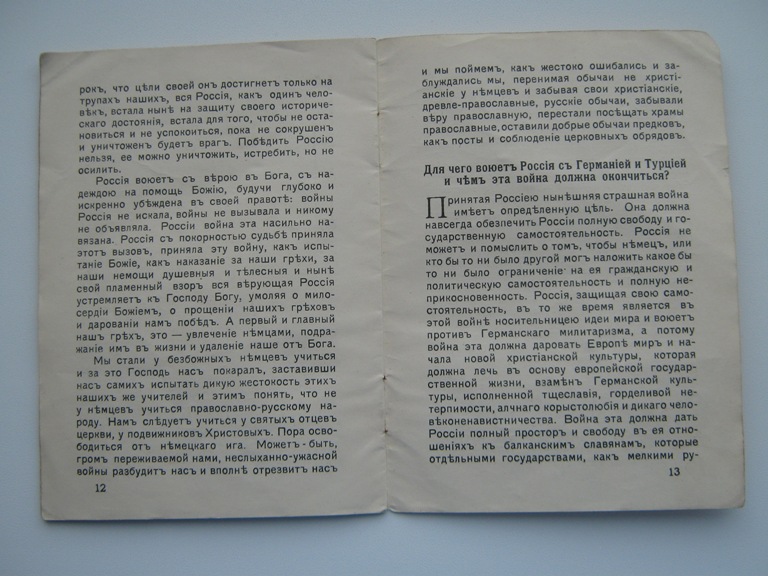 рокъ, что цѣли своей онъ достигнетъ только на
трупахъ нашихъ, вся Россія, какъ одинъ чело-
вѣкъ, встала нынѣ на защиту своего историче-
скаго достоянія, встала для того, чтобы не оста-
новиться и не успокоиться, пока не сокрушенъ
и уничтоженъ будетъ врагъ. Побѣдить Россію
нельзя, ее можно уничтожить, истребить, но не
осилить.
Россія воюетъ съ вѣрою въ Бога, съ на-
деждою на помощь Божію, будучи глубоко и
искренно убѣждена въ своей правотѣ: войны
Россія не искала, войны не вызывала и никому
не объявляла. Россіи война эта насильно на-
вязана. Россія съ покорностью судьбѣ приняла
этотъ вызовъ, приняла эту войну, какъ испы-
таніе Божіе, какъ наказаніе за наши грѣхи, за
наши немощи душевныя и тѣлесныя и нынѣ
свой пламенный взоръ вся вѣрующая Россія
устремляетъ къ Господу Богу, умоляя о мило-
сердіи Божіемъ, о прощеніи нашихъ грѣховъ
и дарованіи намъ побѣдъ. А первый и главный
нашъ грѣхъ, это — увлеченіе нѣмцами, подра-
жаніе имъ въ жизни и удаленіе наше отъ Бога.
Мы стали у безбожныхъ нѣмцевъ учиться
и за это Господь насъ покаралъ, заставивши
насъ самихъ испытать дикую жестокость этихъ
нашихъ же учителей и этимъ понять, что не
у нѣмцевъ учиться православно-русскому на-
роду. Намъ слѣдуетъ учиться у святыхъ отцевъ
церкви, у подвижниковъ Христовыхъ. Пора осво-
бодиться отъ нѣмецкаго ига. Можетъ-быть,
громъ переживаемой нами, неслыханно-ужасной
войны разбудитъ насъ и вполнѣ отрезвитъ насъ
12
и мы поймемъ, какъ жестоко ошибались и за-
блуждались мы, перенимая обычаи не христі-
анскіе у нѣмцевъ и забывая свои христіанскіе,
древле-православные, русскіе обычаи, забывали
вѣру православную, перестали посѣщать храмы
православные, оставили добрые обычаи предковъ,
какъ посты и соблюденіе церковныхъ обрядовъ.
Для чего воюетъ Россія съ Германіей и Турціей
и чѣмъ эта война должна окончиться?
Принятая Россіею нынѣшняя страшная война
имѣетъ опредѣленную цѣль. Она должна
навсегда обезпечить Россіи полную свободу и го-
сударственную самостоятельность. Россія не
можетъ и помыслить о томъ, чтобы нѣмецъ, или
кто бы то ни было другой могъ наложить какое бы
то ни было ограниченіе на ея гражданскую и
политическую самостоятельность и полную не-
прикосновенность. Россія, защищая свою само-
стоятельность, въ то же время является въ
этой войнѣ носительницею идеи мира и воюетъ
противъ Германскаго милитаризма, а потому
война эта должна даровать Европѣ миръ и на-
чала новой христіанской культуры, которая
должна лечь въ основу европейской государ-
ственной жизни, взамѣнъ Германской куль-
туры, исполненной тщеславія, горделивой не-
терпимости, алчнаго корыстолюбія и дикаго чело-
вѣконенавистничества. Война эта должна дать
Россіи полный просторъ и свободу въ ея отно-
шеніяхъ къ балканскимъ славянамъ, которые
отдѣльными государствами, какъ мелкими ру-
13